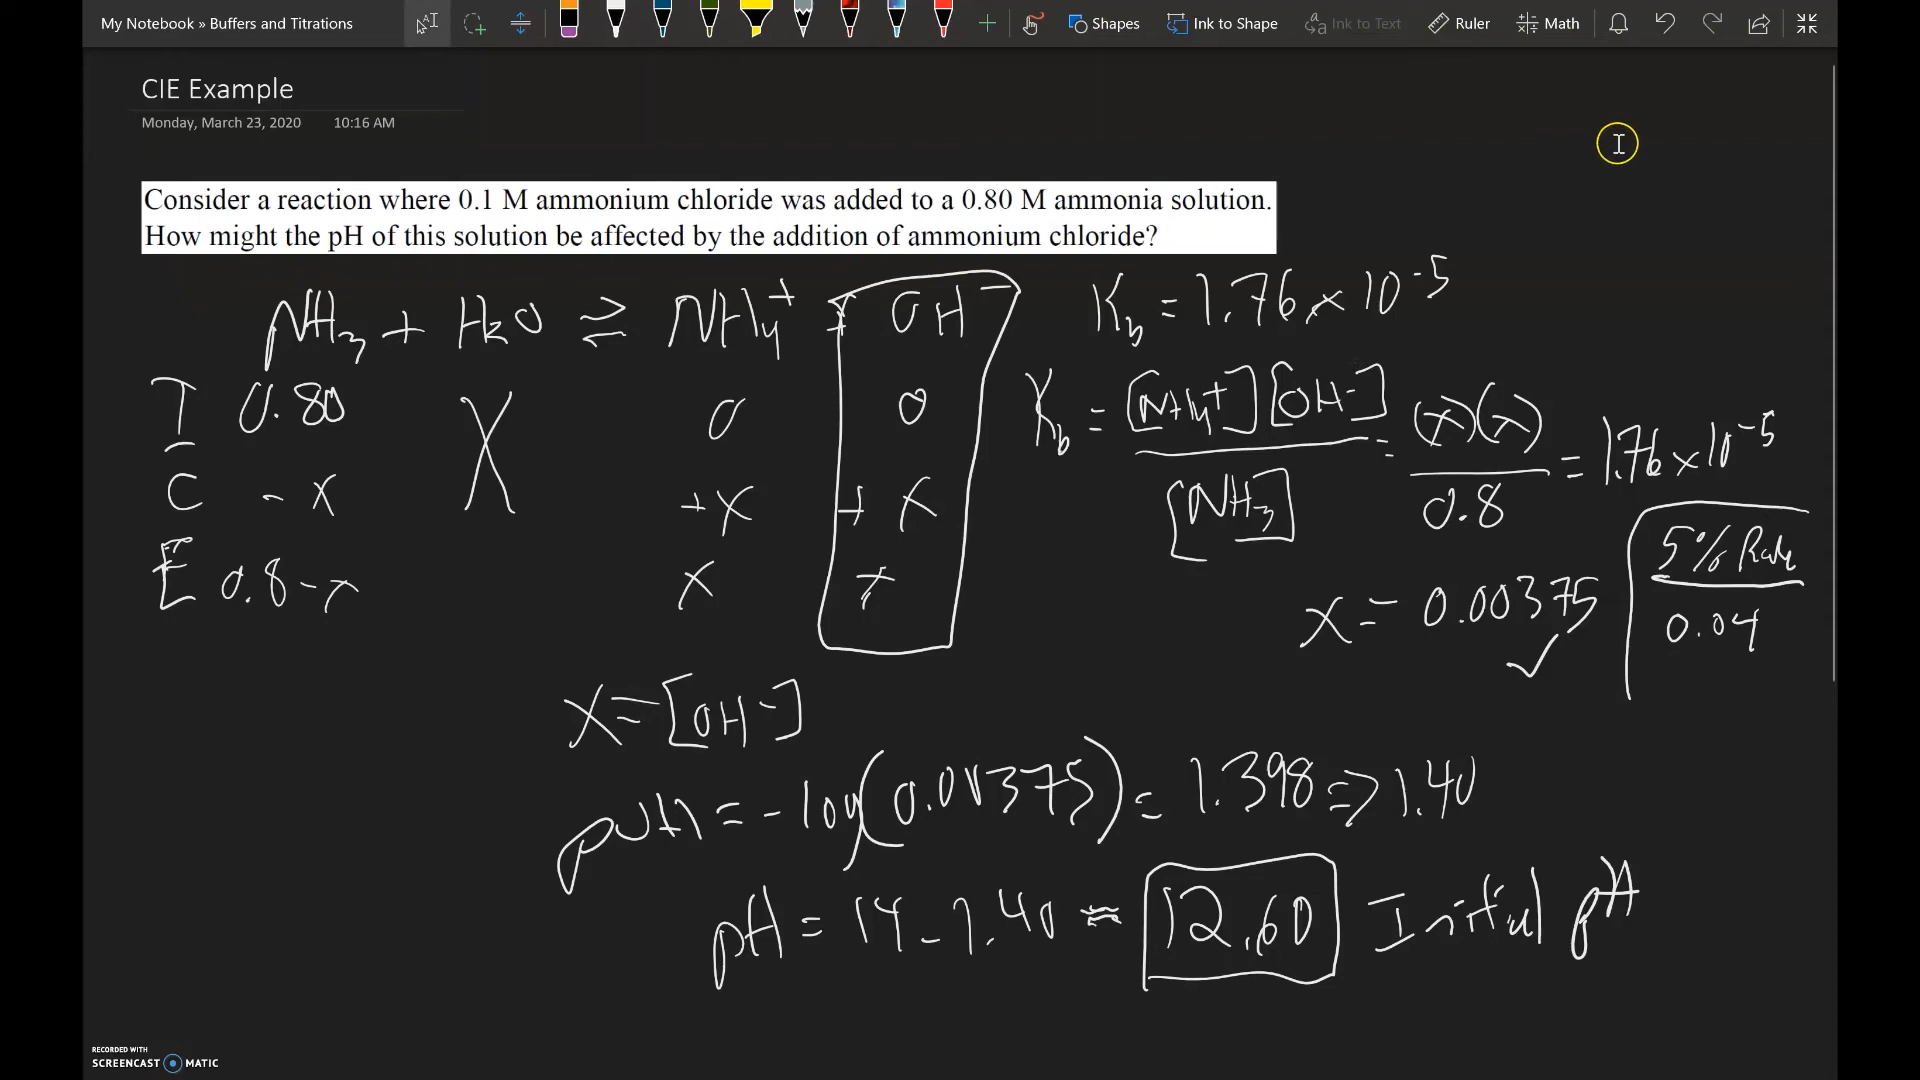 My Notebook » Buffers and Titrations
Shapes Ink to Shape Ink to Text Ruler Math
CIE Example
Monday, March 23, 2020 10:16 AM
Consider a reaction where 0.1 M ammonium chloride was added to a 0.80 M ammonia solution.
How might the pH of this solution be affected by the addition of ammonium chloride?
NH₃ + H₂O ⇌ NH₄⁺ + OH⁻
Kb = 1.76 × 10⁻⁵
I 0.80 X 0 0
Kb = [NH₄⁺][OH⁻] / [NH₃] = (x)(x) / 0.8 = 1.76 × 10⁻⁵
C - x +x + x
E 0.8-x x x
5% Rule
x = 0.00375 ✓
0.04
x = [OH⁻]
pOH = -log(0.00375) = 1.398 => 1.40
pH = 14 - 1.40 = 12.60 Initial pH
RECORDED WITH
SCREENCAST MATIC